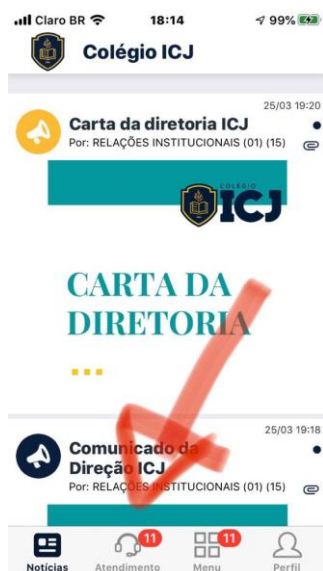 Claro BR 18:14 99%
Colégio ICJ
25/03 19:20
Carta da diretoria ICJ
Por: RELAÇÕES INSTITUCIONAIS (01) (15)
COLÉGIO
ICJ
CARTA DA
DIRETORIA
...
25/03 19:18
Comunicado da
Direção ICJ
Por: RELAÇÕES INSTITUCIONAIS (01) (15)
11 11
Notícias Atendimento Menu Perfil